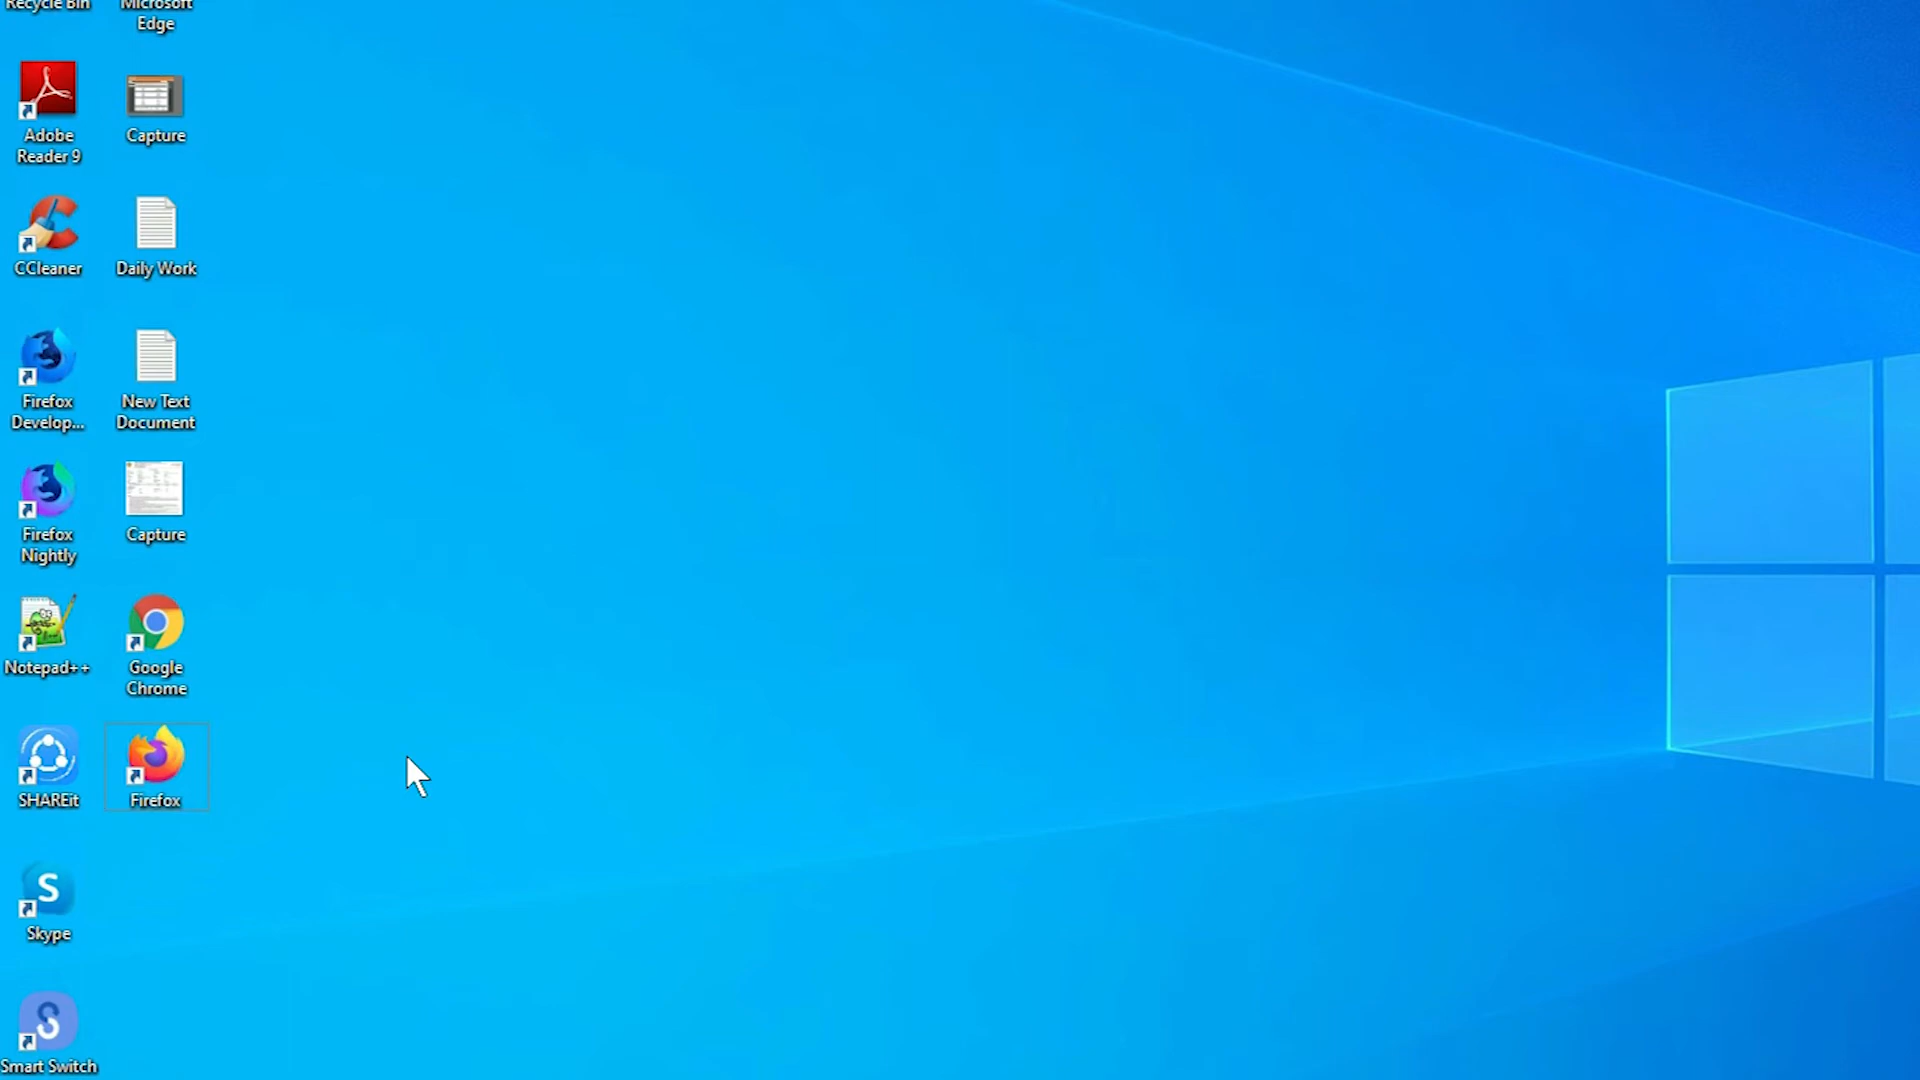 Recycle Bin
Microsoft
Edge
Adobe
Reader 9
Capture
CCleaner
Daily Work
Firefox
Develop...
New Text
Document
Firefox
Nightly
Capture
Notepad++
Google
Chrome
SHAREit
Firefox
S
Skype
Smart Switch